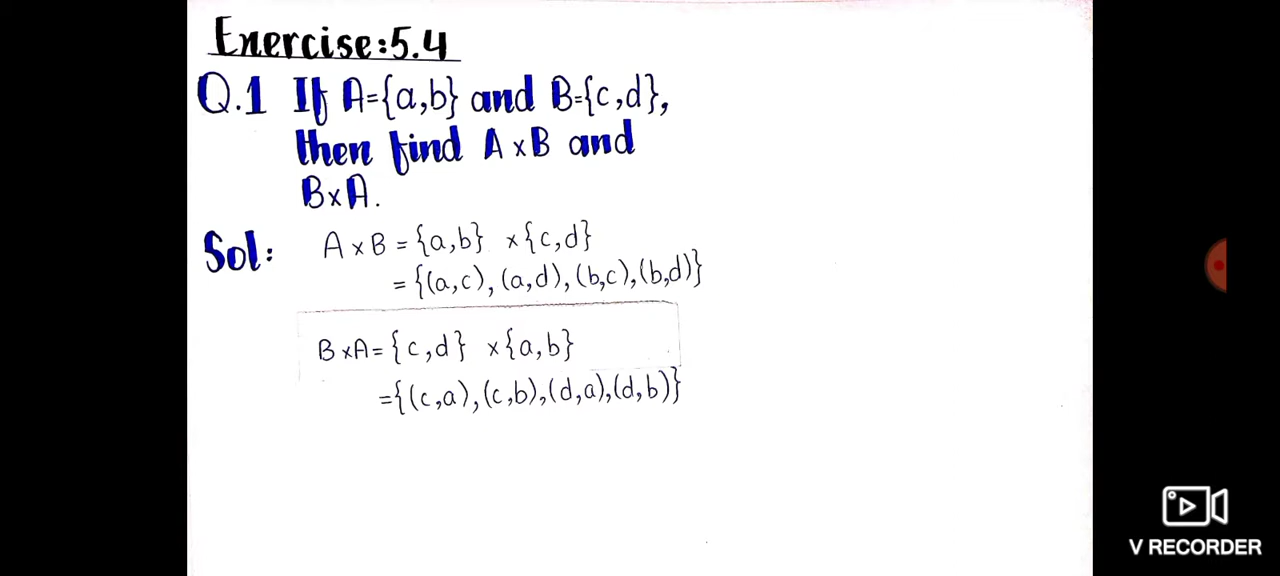 Exercise:5.4
Q.1 If A={a,b} and B={c,d},
then find A×B and
B×A.
Sol: A×B = {a,b} ×{c,d}
= {(a,c), (a,d), (b,c), (b,d)}
B×A= {c,d} ×{a,b}
={(c,a),(c,b),(d,a),(d,b)}
V RECORDER